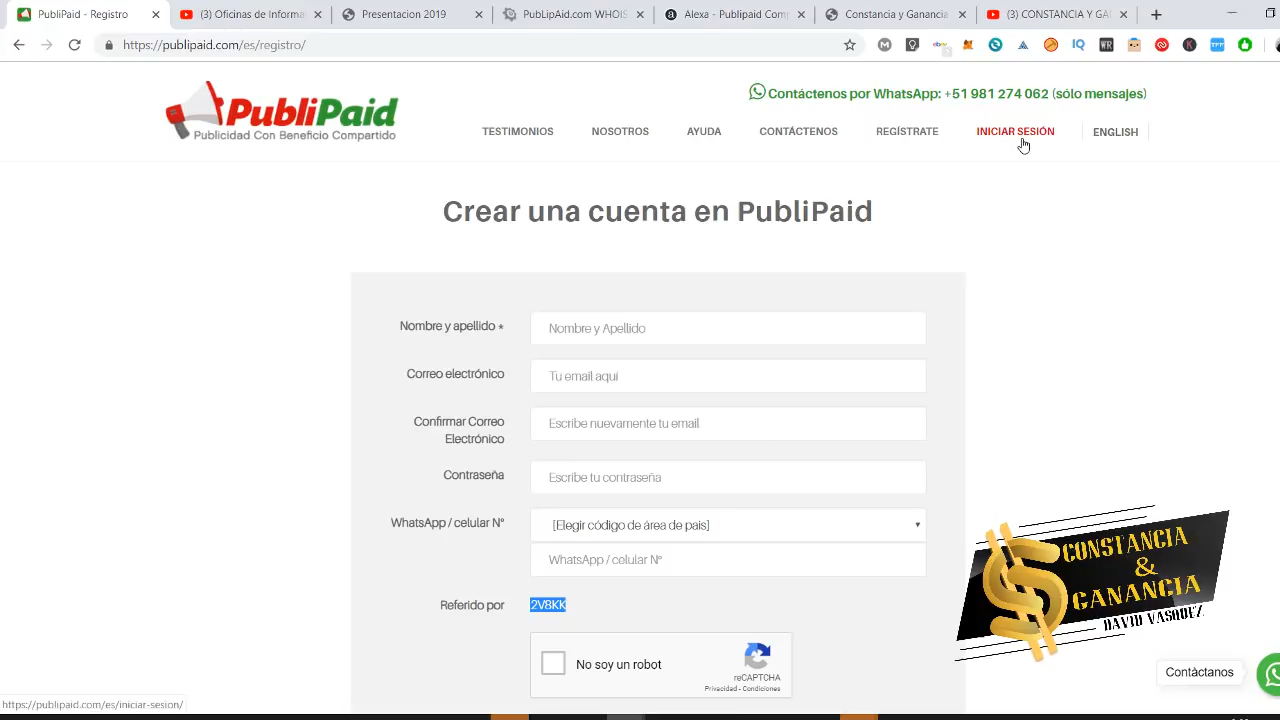 PubliPaid - Registro
(3) Oficinas de Informa
Presentacion 2019
PubLipAid.com WHOIS
Alexa - Publipaid Comp
Constancia y Ganancia
(3) CONSTANCIA Y GA
https://publipaid.com/es/registro/
PubliPaid
Publicidad Con Beneficio Compartido
Contáctenos por WhatsApp: +51 981 274 062 (sólo mensajes)
TESTIMONIOS NOSOTROS AYUDA CONTÁCTENOS REGÍSTRATE INICIAR SESIÓN ENGLISH
Crear una cuenta en PubliPaid
Nombre y apellido *
Nombre y Apellido
Correo electrónico
Tu email aquí
Confirmar Correo
Electrónico
Escribe nuevamente tu email
Contraseña
Escribe tu contraseña
WhatsApp / celular N°
[Elegir código de área de pais]
WhatsApp / celular N°
Referido por
2V8KK
No soy un robot
reCAPTCHA
Privacidad - Condiciones
CONSTANCIA
&
GANANCIA
DAVID VASQUEZ
Contàctanos
https://publipaid.com/es/iniciar-sesion/